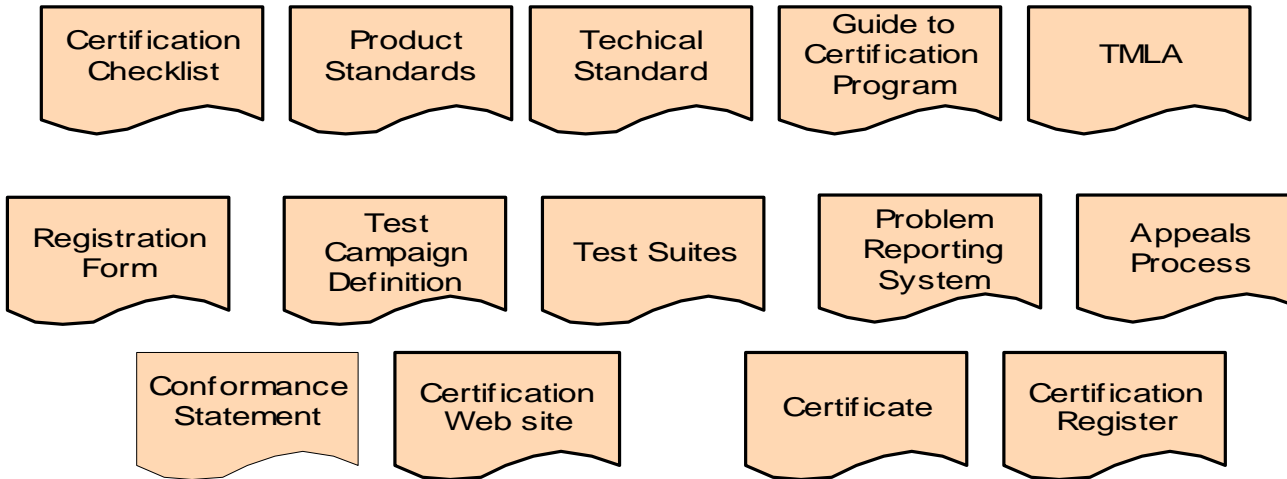 Certification
Checklist
Product
Standards
Techical
Standard
Guide to
Certification
Program
TMLA
Registration
Form
Test
Campaign
Definition
Test Suites
Problem
Reporting
System
Appeals
Process
Conformance
Statement
Certification
Web site
Certificate
Certification
Register